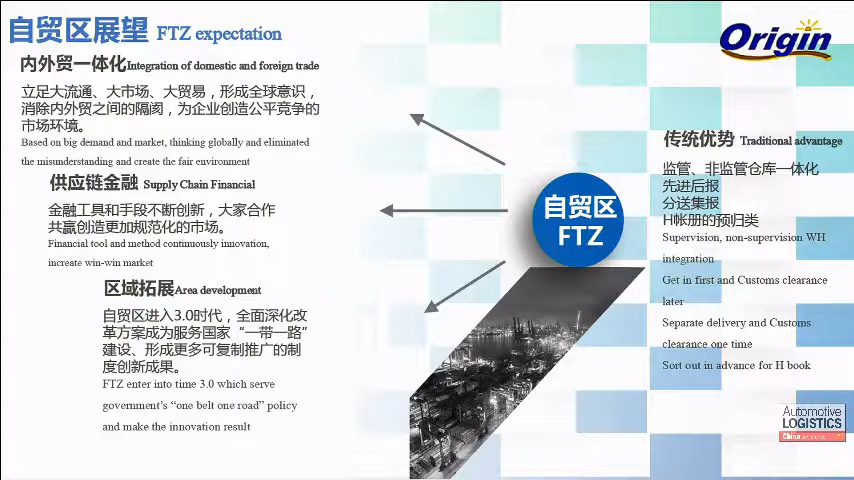 自贸区展望 FTZ expectation
Origin
内外贸一体化Integration of domestic and foreign trade
立足大流通、大市场、大贸易，形成全球意识，
消除内外贸之间的隔阂，为企业创造公平竞争的
市场环境。
Based on big demand and market, thinking globally and eliminated
the misunderstanding and create the fair environment
供应链金融 Supply Chain Financial
金融工具和手段不断创新，大家合作
共赢创造更加规范化的市场。
Financial tool and method continuously innovation,
increate win-win market
区域拓展Area development
自贸区进入3.0时代，全面深化改
革方案成为服务国家“一带一路”
建设、形成更多可复制推广的制
度创新成果。
FTZ enter into time 3.0 which serve
government’s “one belt one road” policy
and make the innovation result
自贸区
FTZ
传统优势 Traditional advantage
监管、非监管仓库一体化
先进后报
分送集报
H帐册的预归类
Supervision, non-supervision WH
integration
Get in first and Customs clearance
later
Separate delivery and Customs
clearance one time
Sort out in advance for H book
Automotive
LOGISTICS
China